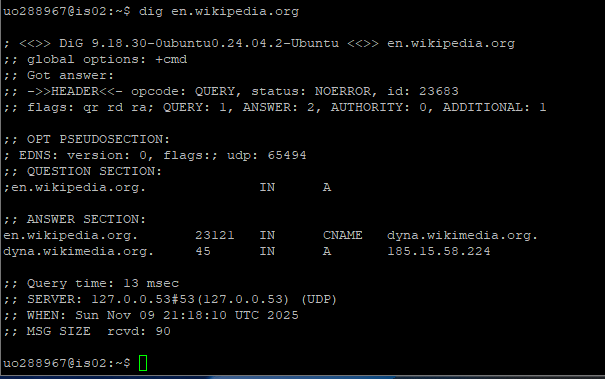 uo288967@is02:~$ dig en.wikipedia.org
; <<>> DiG 9.18.30-0ubuntu0.24.04.2-Ubuntu <<>> en.wikipedia.org
;; global options: +cmd
;; Got answer:
;; ->>HEADER<<- opcode: QUERY, status: NOERROR, id: 23683
;; flags: qr rd ra; QUERY: 1, ANSWER: 2, AUTHORITY: 0, ADDITIONAL: 1
;; OPT PSEUDOSECTION:
; EDNS: version: 0, flags:; udp: 65494
;; QUESTION SECTION:
;en.wikipedia.org. IN A
;; ANSWER SECTION:
en.wikipedia.org. 23121 IN CNAME dyna.wikimedia.org.
dyna.wikimedia.org. 45 IN A 185.15.58.224
;; Query time: 13 msec
;; SERVER: 127.0.0.53#53(127.0.0.53) (UDP)
;; WHEN: Sun Nov 09 21:18:10 UTC 2025
;; MSG SIZE rcvd: 90
uo288967@is02:~$